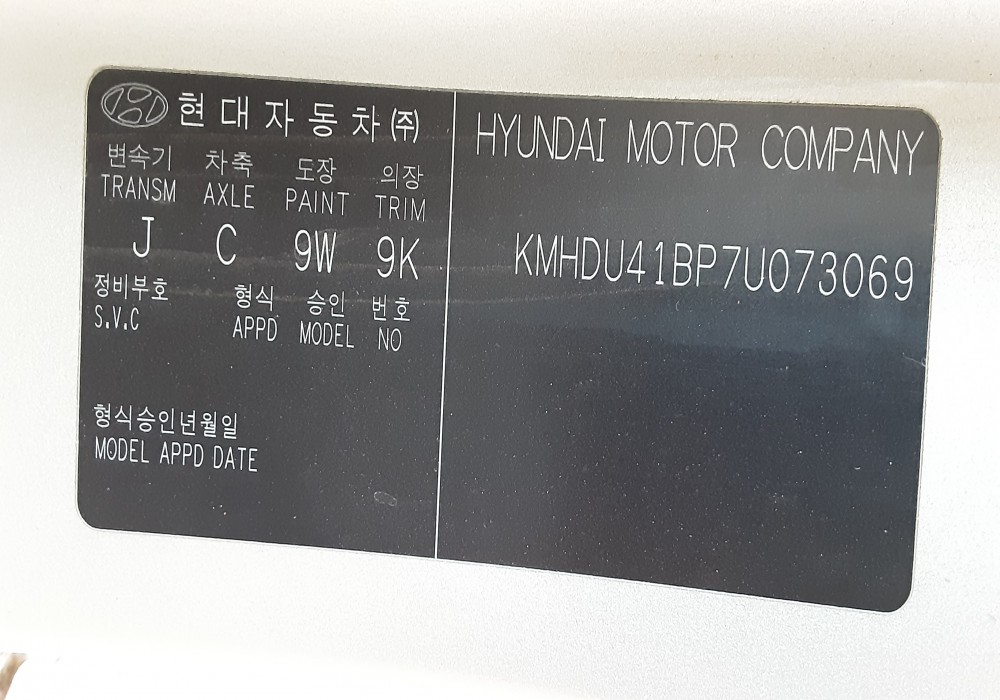 현대자동차(주)
변속기 차축 도장 의장
TRANSM AXLE PAINT TRIM
J C 9W 9K
정비부호 형식 승인 번호
S.V.C APPD MODEL NO
형식승인년월일
MODEL APPD DATE
HYUNDAI MOTOR COMPANY
KMHDU41BP7U073069